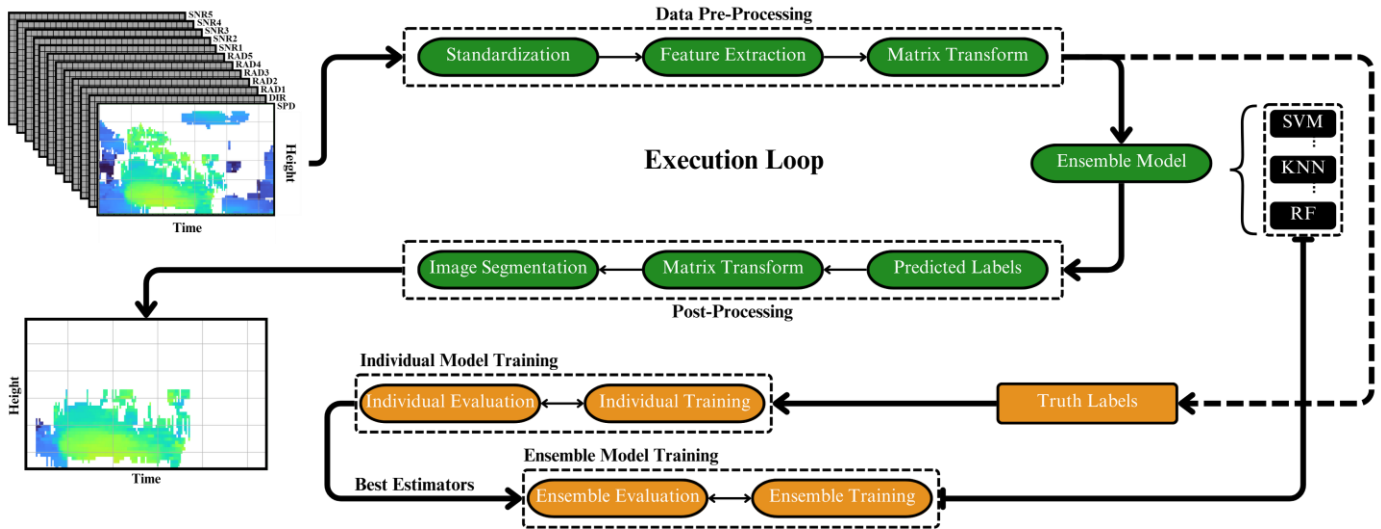 SNR5
SNR4
SNR3
SNR2
SNR1
RAD5
RAD4
RAD3
RAD2
RAD1
DIR
SPD
Height
Time
Data Pre-Processing
Standardization
Feature Extraction
Matrix Transform
Execution Loop
Ensemble Model
SVM
KNN
RF
Image Segmentation
Matrix Transform
Predicted Labels
Post-Processing
Height
Time
Individual Model Training
Individual Evaluation
Individual Training
Truth Labels
Ensemble Model Training
Best Estimators
Ensemble Evaluation
Ensemble Training